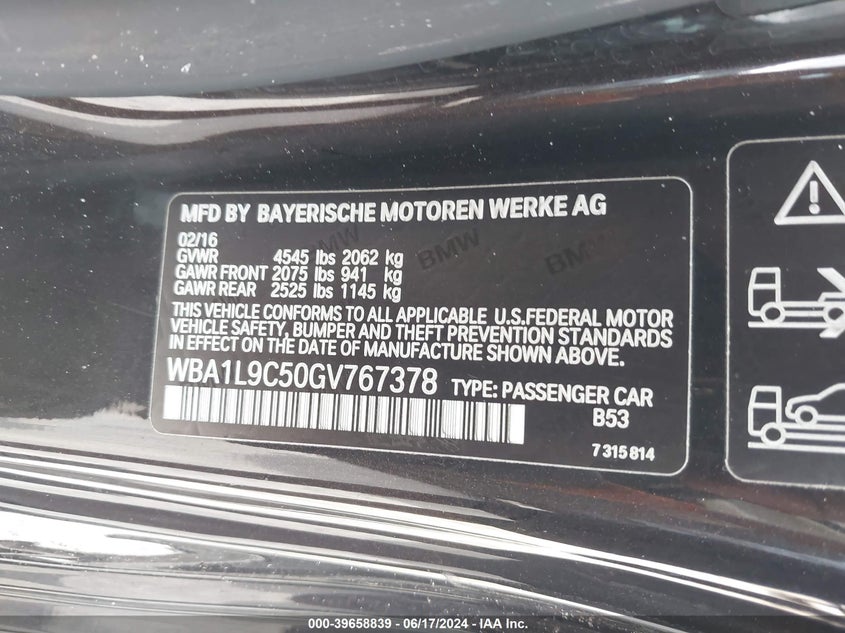 MFD BY BAYERISCHE MOTOREN WERKE AG
02/16
GVWR 4545 lbs 2062 kg
GAWR FRONT 2075 lbs 941 kg
GAWR REAR 2525 lbs 1145 kg
THIS VEHICLE CONFORMS TO ALL APPLICABLE U.S.FEDERAL MOTOR
VEHICLE SAFETY, BUMPER AND THEFT PREVENTION STANDARDS
IN EFFECT ON THE DATE OF MANUFACTURE SHOWN ABOVE.
WBA1L9C50GV767378 TYPE: PASSENGER CAR
B53
7 315 814
BMW
BMW
BMW
000-39658839 - 06/17/2024 - IAA Inc.